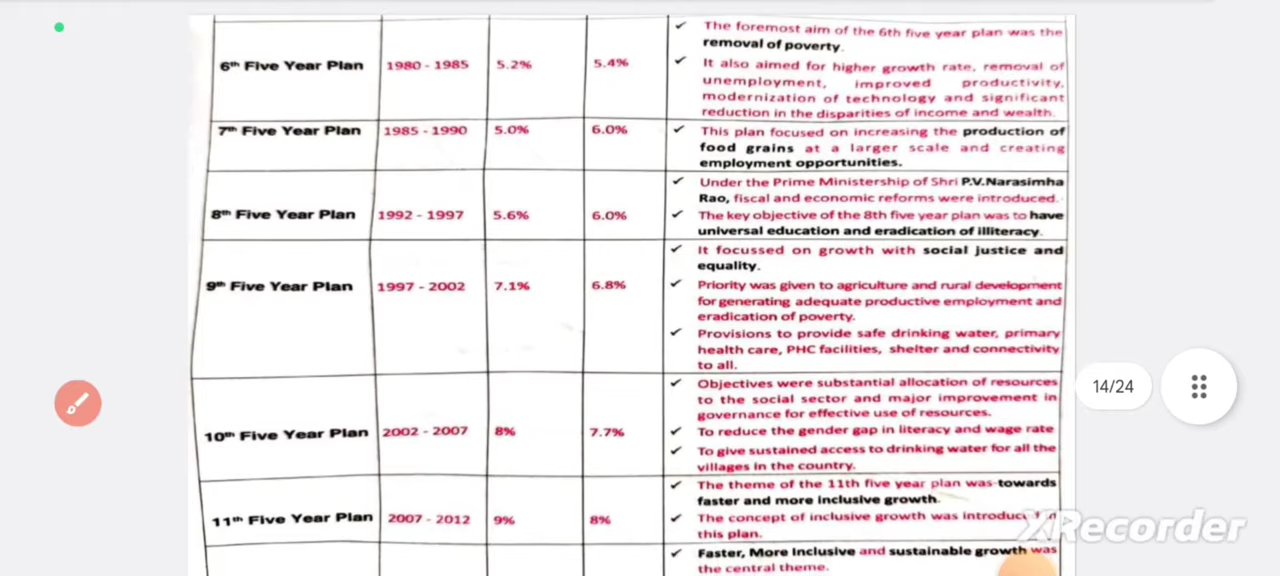 The foremost aim of the 6th five year plan was the
removal of poverty.
6th Five Year Plan 1980 - 1985 5.2% 5.4%
It also aimed for higher growth rate, removal of
unemployment, improved productivity,
modernization of technology and significant
reduction in the disparities of income and wealth.
7th Five Year Plan 1985 - 1990 5.0% 6.0%
This plan focused on increasing the production of
food grains at a larger scale and creating
employment opportunities.
8th Five Year Plan 1992 - 1997 5.6% 6.0%
Under the Prime Ministership of Shri P.V.Narasimha
Rao, fiscal and economic reforms were introduced.
The key objective of the 8th five year plan was to have
universal education and eradication of illiteracy.
9th Five Year Plan 1997 - 2002 7.1% 6.8%
It focussed on growth with social justice and
equality.
Priority was given to agriculture and rural development
for generating adequate productive employment and
eradication of poverty.
Provisions to provide safe drinking water, primary
health care, PHC facilities, shelter and connectivity
to all.
10th Five Year Plan 2002 - 2007 8% 7.7%
Objectives were substantial allocation of resources
to the social sector and major improvement in
governance for effective use of resources.
To reduce the gender gap in literacy and wage rate
To give sustained access to drinking water for all the
villages in the country.
11th Five Year Plan 2007 - 2012 9% 8%
The theme of the 11th five year plan was towards
faster and more inclusive growth.
The concept of inclusive growth was
this plan.
Faster, More Inclusive and sustainable growth was
the central theme.
14/24
XRecorder